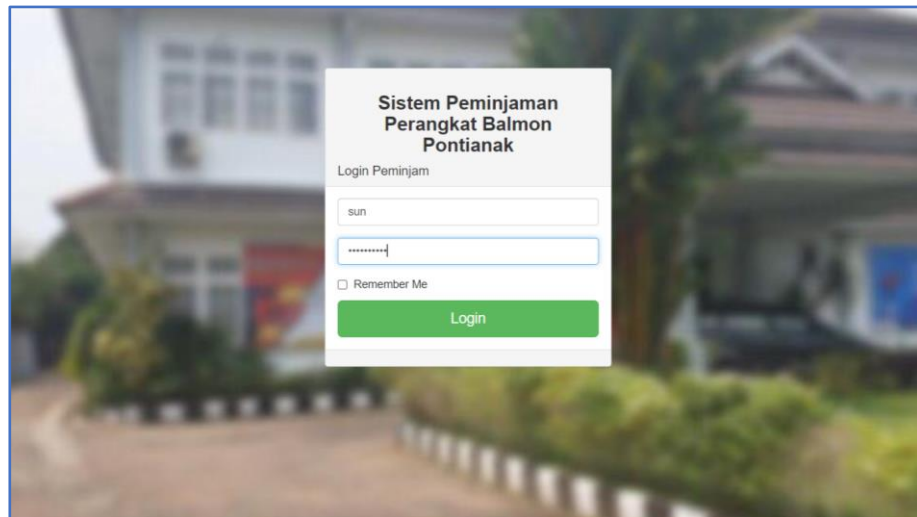 Sistem Peminjaman
Perangkat Balmon
Pontianak
Login Peminjam
sun
••••••••••
Remember Me
Login